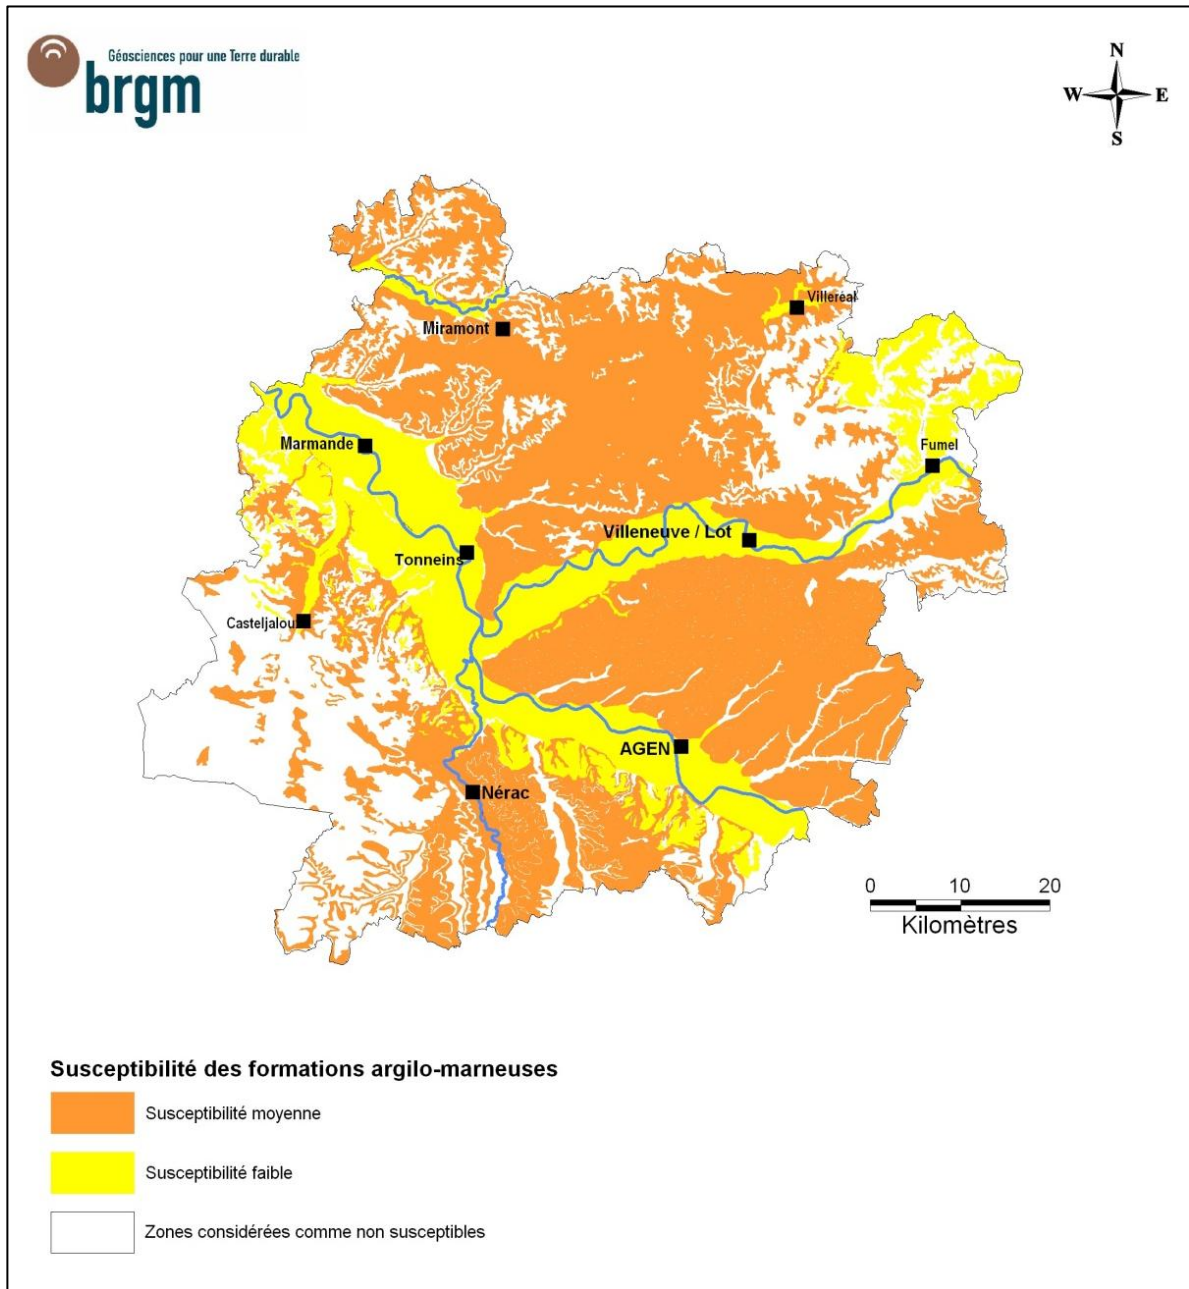 Géosciences pour une Terre durable
brgm
N
W E
S
Villeréal
Miramont
Marmande
Fumel
Villeneuve / Lot
Tonneins
Casteljalou
AGEN
Nérac
0 10 20
Kilomètres
Susceptibilité des formations argilo-marneuses
Susceptibilité moyenne
Susceptibilité faible
Zones considérées comme non susceptibles